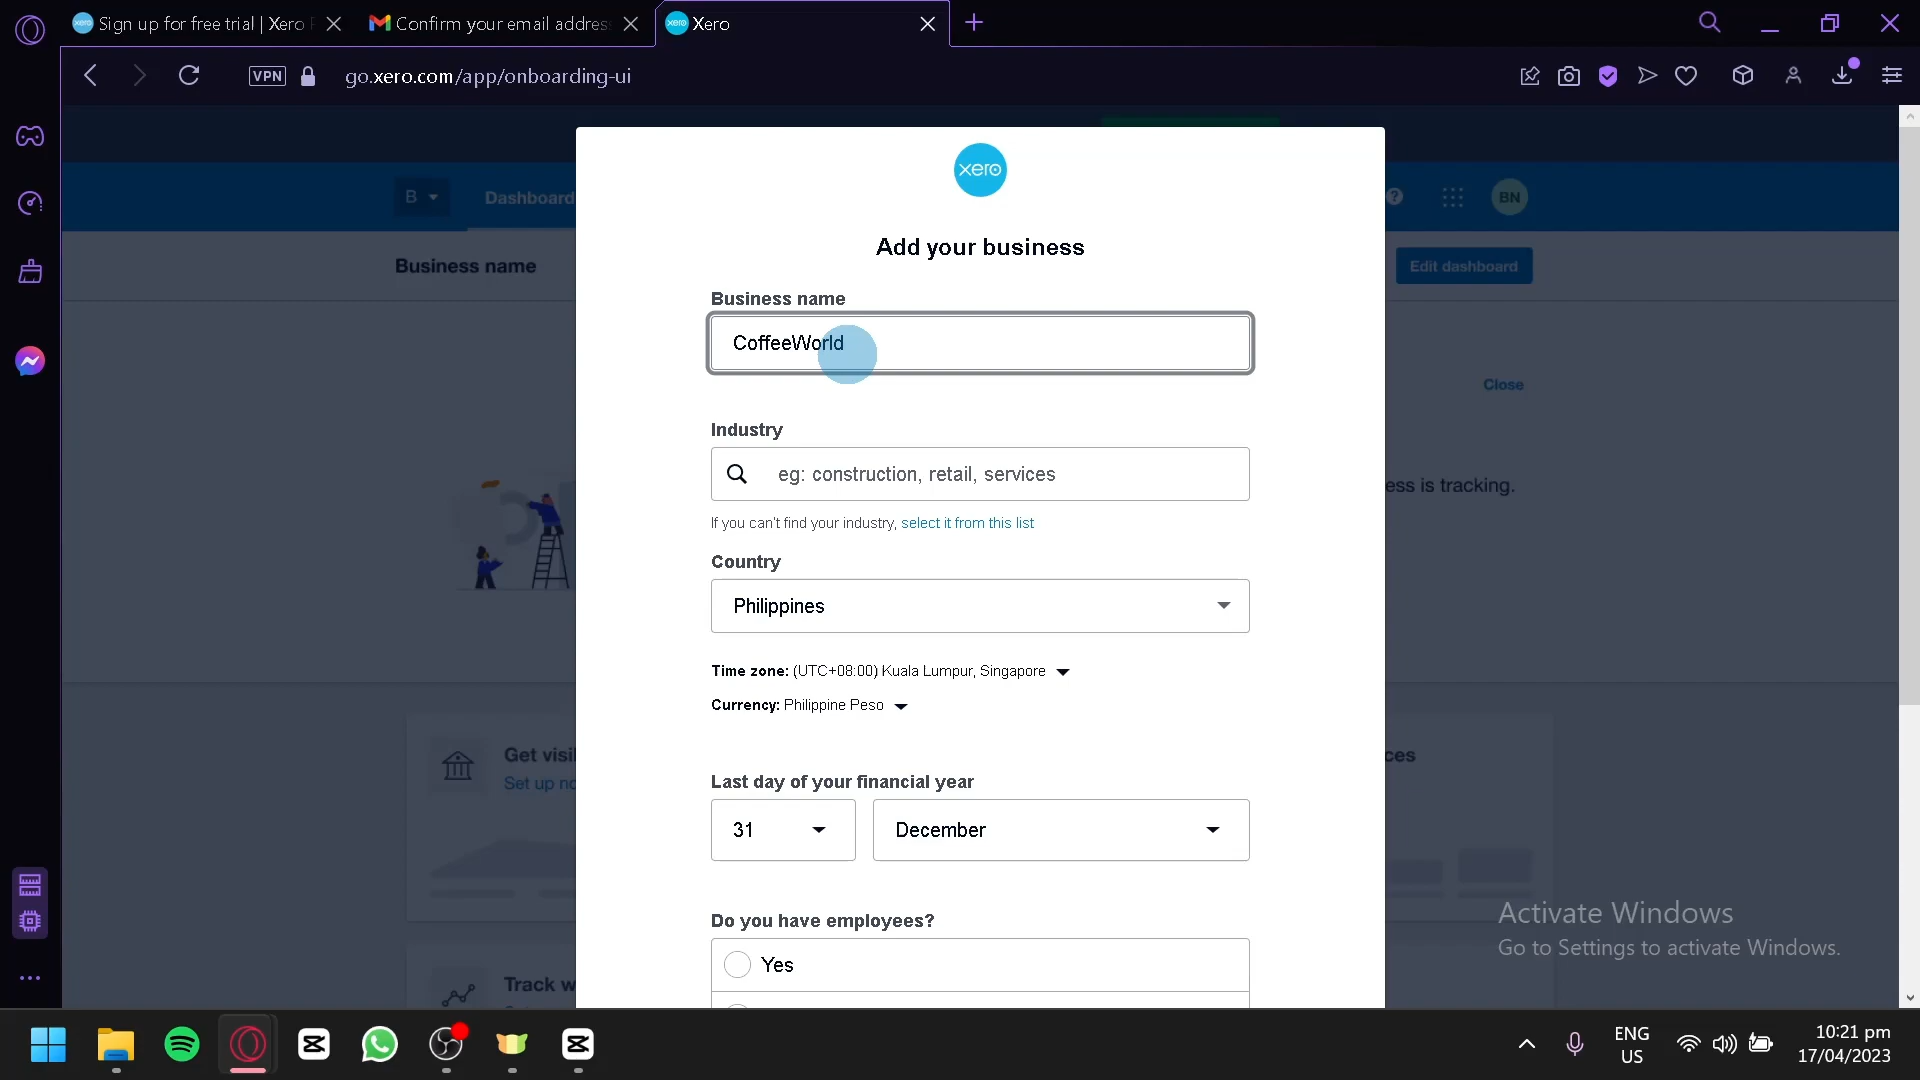 Sign up for free trial | Xero
Confirm your email addres
Xero
VPN
go.xero.com/app/onboarding-ui
xero
B
Dashboard
BN
Add your business
Business name
Edit dashboard
Business name
CoffeeWorld
Close
Industry
eg: construction, retail, services
ess is tracking.
If you can't find your industry, select it from this list
Country
Philippines
Time zone: (UTC+08:00) Kuala Lumpur, Singapore
Currency: Philippine Peso
Get visi
Set up no
ces
Last day of your financial year
31
December
Do you have employees?
Yes
Track w
Activate Windows
Go to Settings to activate Windows.
ENG
US
10:21 pm
17/04/2023